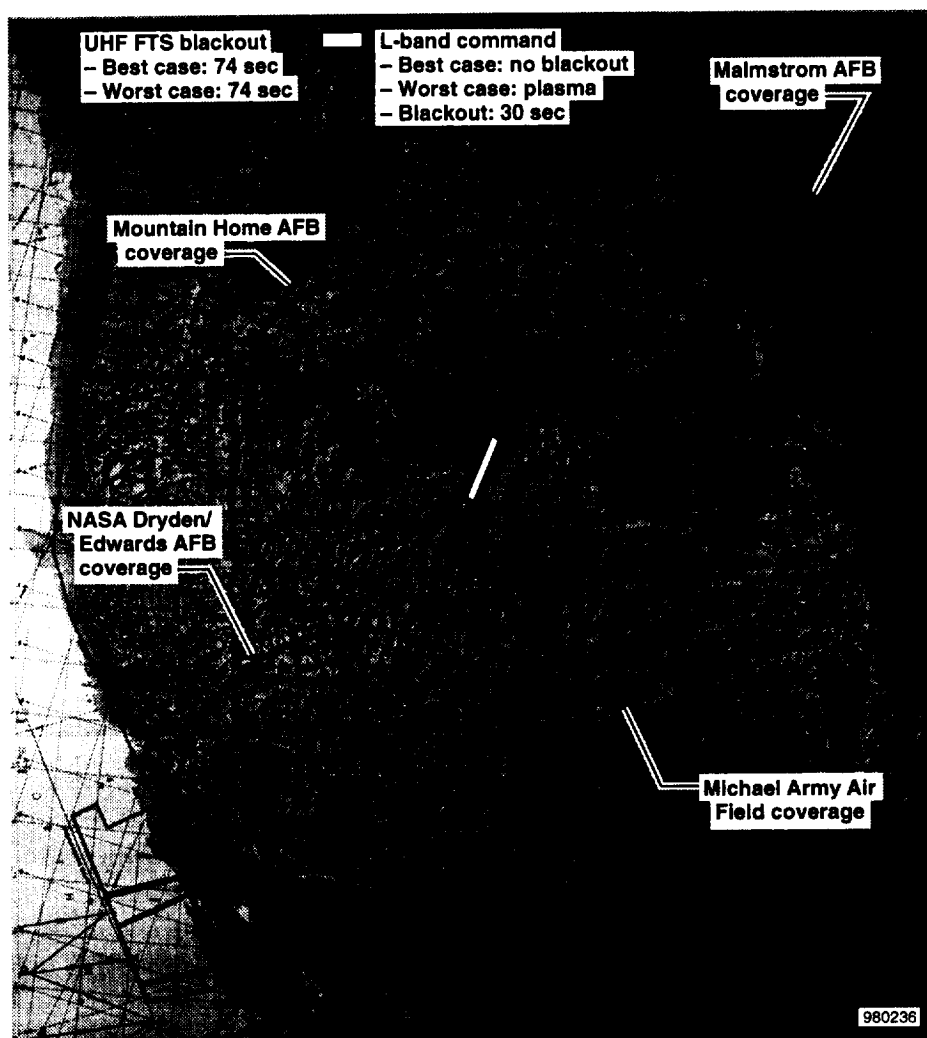 UHF FTS blackout
– Best case: 74 sec
– Worst case: 74 sec
L-band command
– Best case: no blackout
– Worst case: plasma
– Blackout: 30 sec
Malmstrom AFB
coverage
Mountain Home AFB
coverage
NASA Dryden/
Edwards AFB
coverage
Michael Army Air
Field coverage
980236